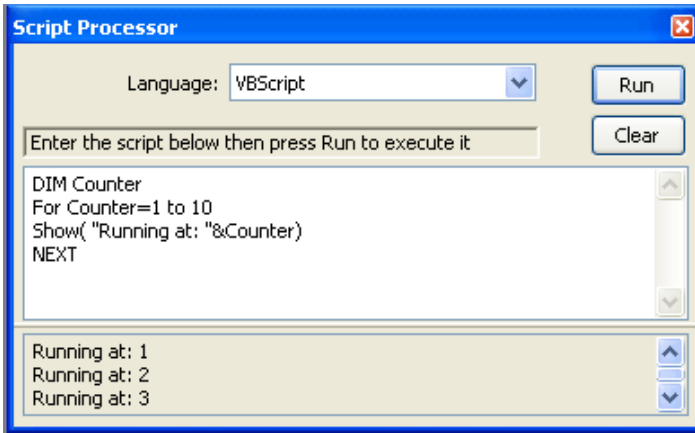 Script Processor
Language: VBScript
Run
Enter the script below then press Run to execute it
Clear
DIM Counter
For Counter=1 to 10
Show( "Running at: "&Counter)
NEXT
Running at: 1
Running at: 2
Running at: 3